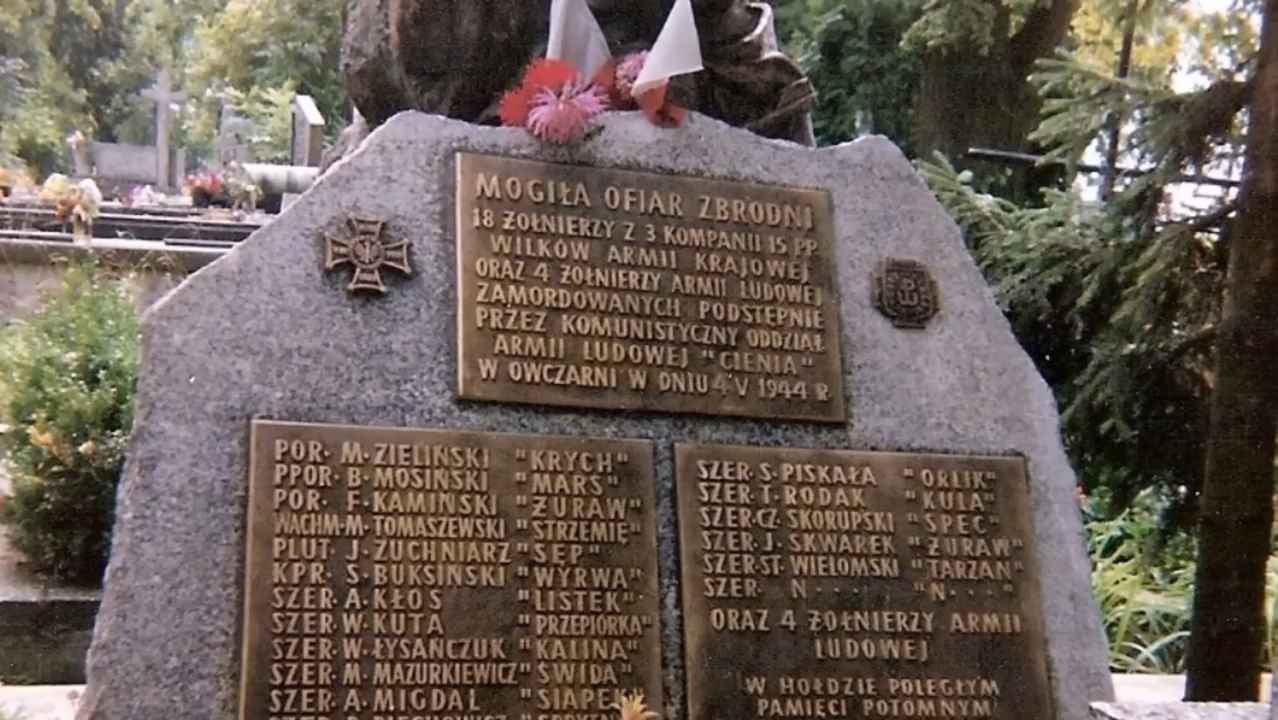 MOGIŁA OFIAR ZBRODNI
18 ŻOŁNIERZY Z 3 KOMPANII 15 PP.
WILKÓW ARMII KRAJOWEJ
ORAZ 4 ŻOŁNIERZY ARMII LUDOWEJ
ZAMORDOWANYCH PODSTĘPNIE
PRZEZ KOMUNISTYCZNY ODDZIAŁ
ARMII LUDOWEJ "CIENIA"
W OWCZARNI W DNIU 4 V 1944 R
POR. M. ZIELIŃSKI "KRYCH"
PPOR. B. MOSIŃSKI "MARS"
POR. F. KAMIŃSKI "ŻURAW"
WACHM. M. TOMASZEWSKI "STRZEMIĘ"
PLUT. J. ŻUCHNIARZ "SĘP"
KPR. S. BUKSIŃSKI "WYRWA"
SZER. A. KŁOS "LISTEK"
SZER. W. KUTA "PRZEPIÓRKA"
SZER. W. ŁYSAŃCZUK "KALINA"
SZER. M. MAZURKIEWICZ "ŚWIDA"
SZER. A. MIGDAL "SIAPEK"
SZER. S. PISKAŁA "ORLIK"
SZER. T. RODAK "KULA"
SZER. CZ. SKORUPSKI "SPEC"
SZER. J. SKWAREK "ŻURAW"
SZER. ST. WIELOMSKI "TARZAN"
SZER. N..... "N..."
ORAZ 4 ŻOŁNIERZY ARMII
LUDOWEJ
W HOŁDZIE POLEGŁYM
PAMIĘCI POTOMNYM